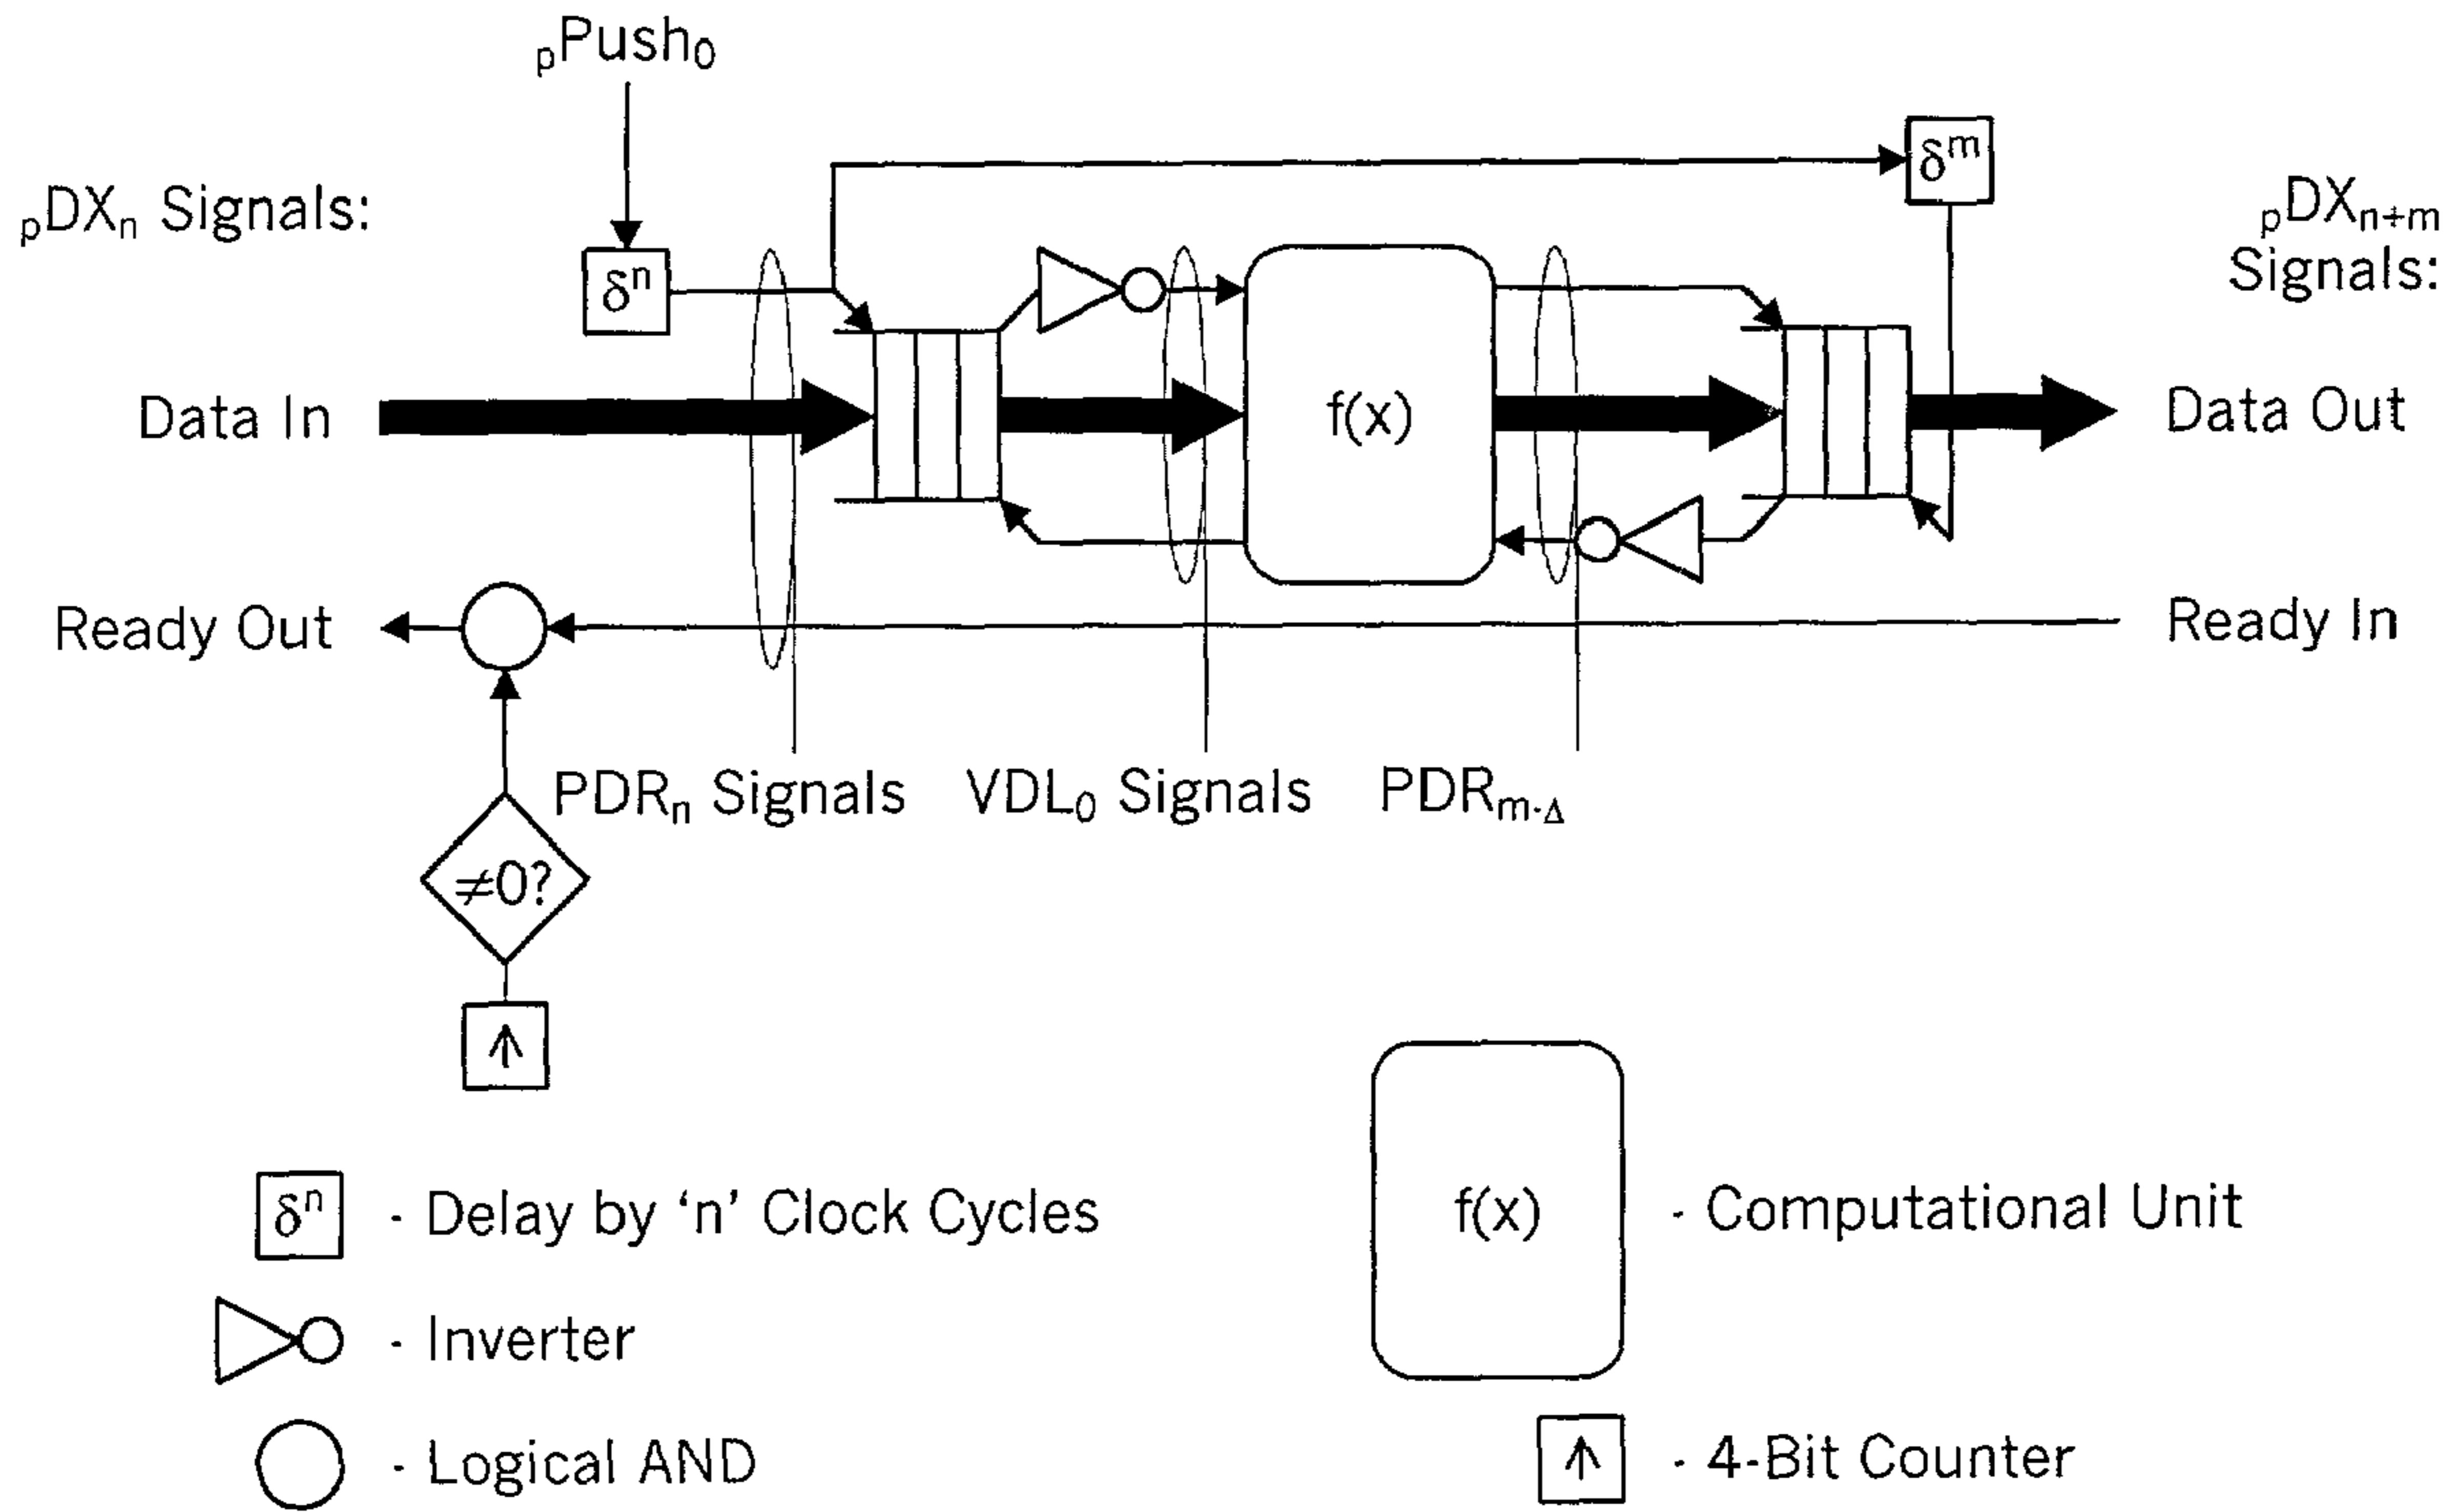 pPush0
δm
pDXn Signals:
pDXn+m
Signals:
δn
Data In
f(x)
Data Out
Ready Out
Ready In
PDRn Signals
VDL0 Signals
PDRm-Δ
≠0?
↑
δn - Delay by ‘n’ Clock Cycles
f(x) - Computational Unit
- Inverter
- Logical AND
↑ - 4-Bit Counter